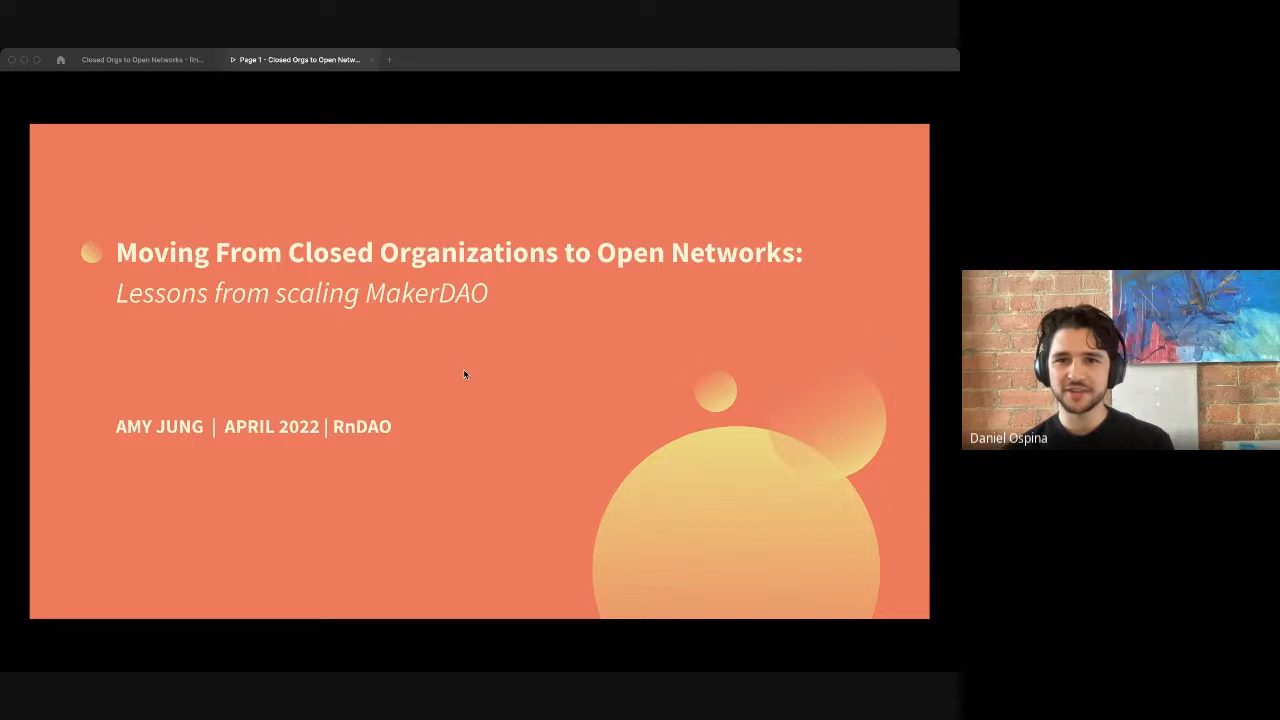 Closed Orgs to Open Networks - Rn...
Page 1 - Closed Orgs to Open Netw...
Moving From Closed Organizations to Open Networks:
Lessons from scaling MakerDAO
AMY JUNG | APRIL 2022 | RnDAO
Daniel Ospina